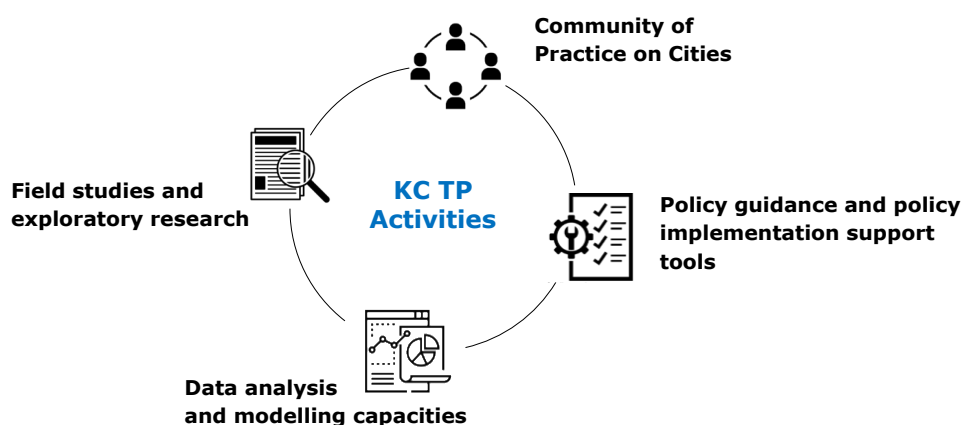 Community of
Practice on Cities
Field studies and
exploratory research
KC TP
Activities
Policy guidance and policy
implementation support
tools
Data analysis
and modelling capacities